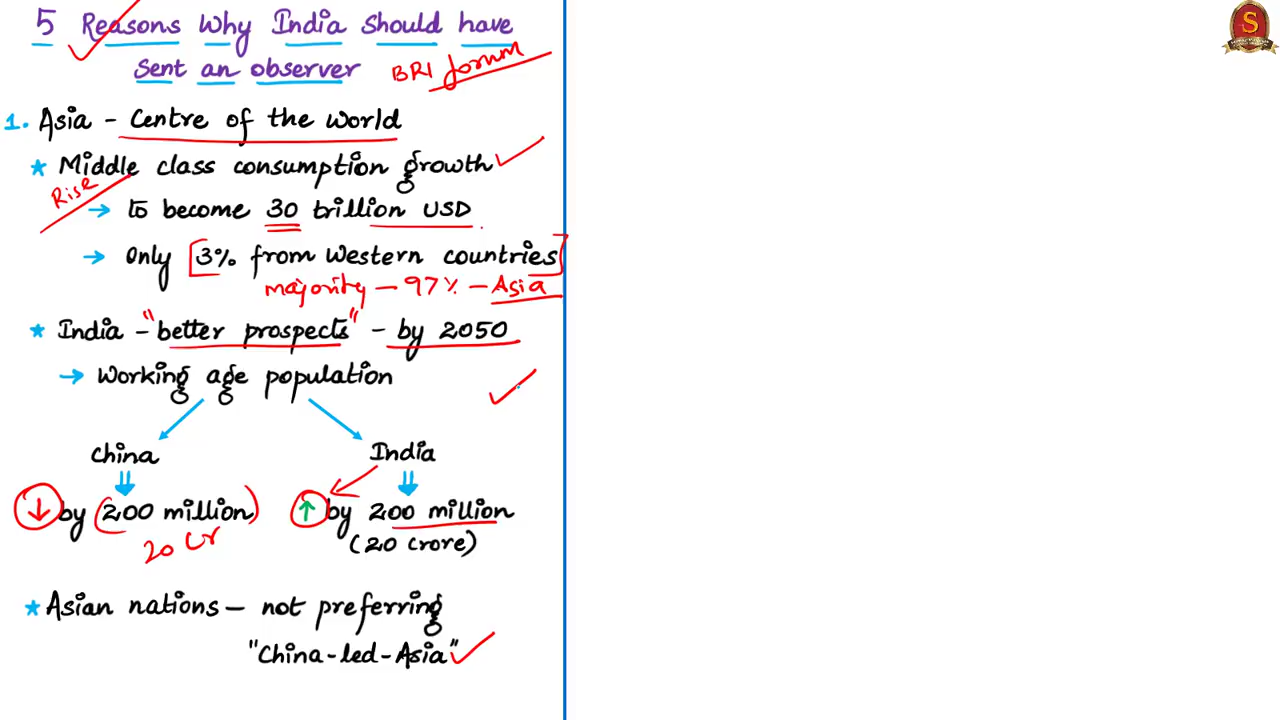 5 Reasons Why India should have
sent an observer BRI forum
1. Asia - Centre of the World
* Middle class consumption growth
Rise
→ to become 30 trillion USD
→ Only [3% from Western countries]
majority - 97% - Asia
* India - "better prospects" - by 2050
→ Working age population
China India
↓ by (200 million) ↑ by 200 million
20 Cr (20 crore)
* Asian nations - not preferring
"China-led-Asia"
S